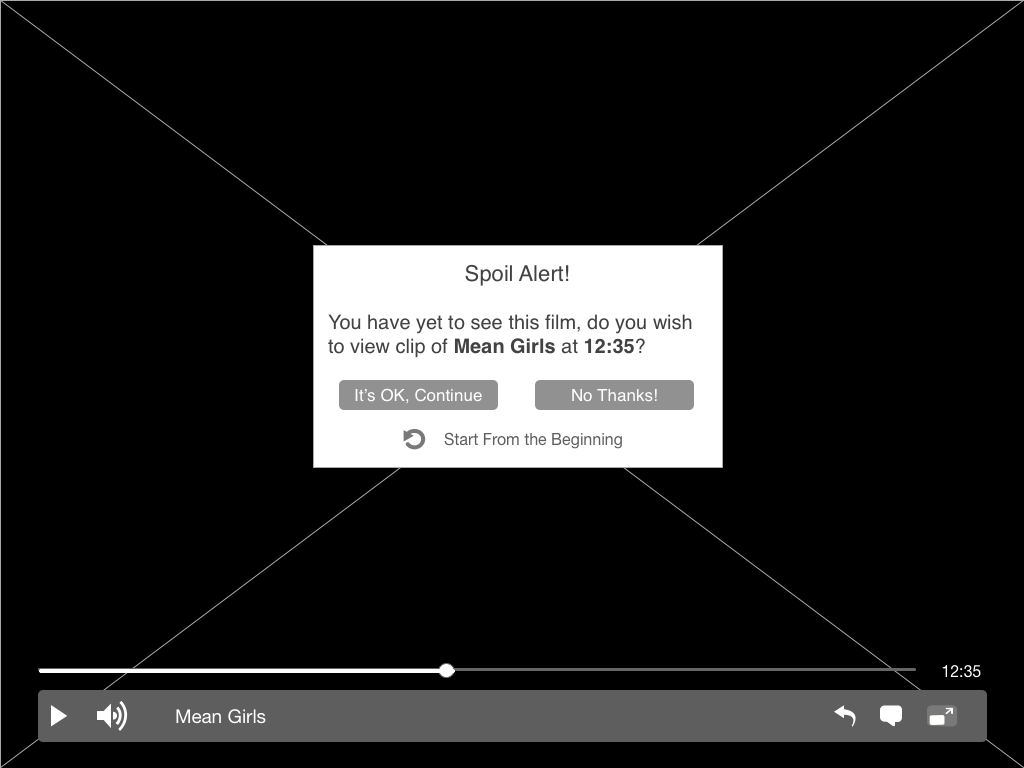 Spoil Alert!
You have yet to see this film, do you wish
to view clip of Mean Girls at 12:35?
It's OK, Continue
No Thanks!
Start From the Beginning
12:35
Mean Girls